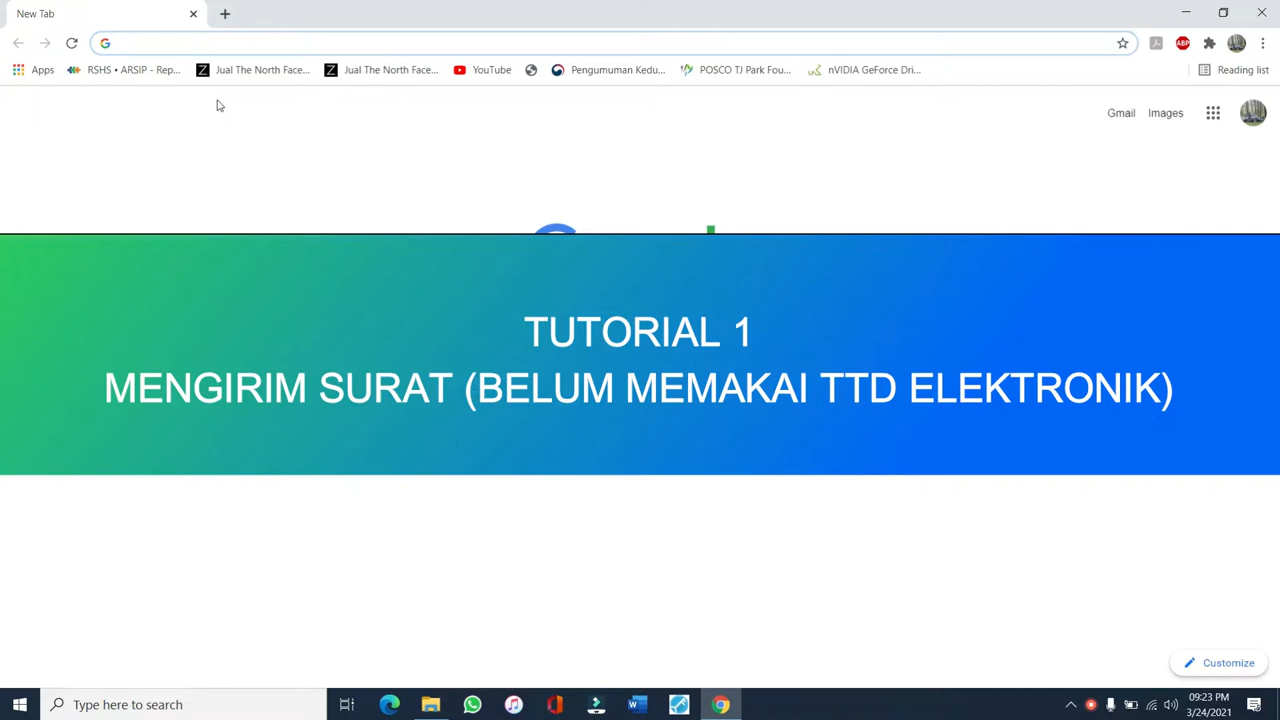 New Tab
Apps
RSHS • ARSIP - Rep...
Jual The North Face...
Jual The North Face...
YouTube
Pengumuman Kedu...
POSCO TJ Park Fou...
nVIDIA GeForce Dri...
Reading list
Gmail
Images
TUTORIAL 1
MENGIRIM SURAT (BELUM MEMAKAI TTD ELEKTRONIK)
Customize
Type here to search
09:23 PM
3/24/2021